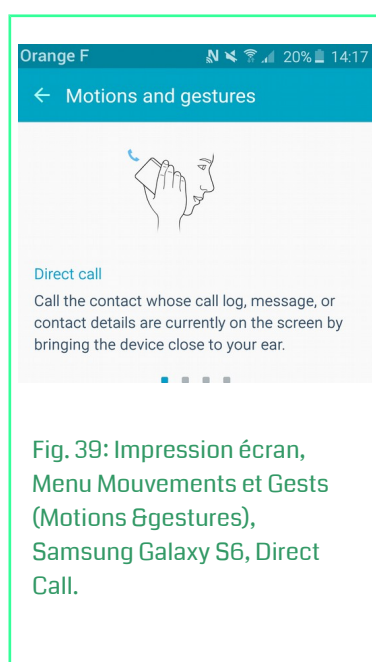 Orange F 20% 14:17
← Motions and gestures
Direct call
Call the contact whose call log, message, or
contact details are currently on the screen by
bringing the device close to your ear.
Fig. 39: Impression écran,
Menu Mouvements et Gests
(Motions &gestures),
Samsung Galaxy S6, Direct
Call.